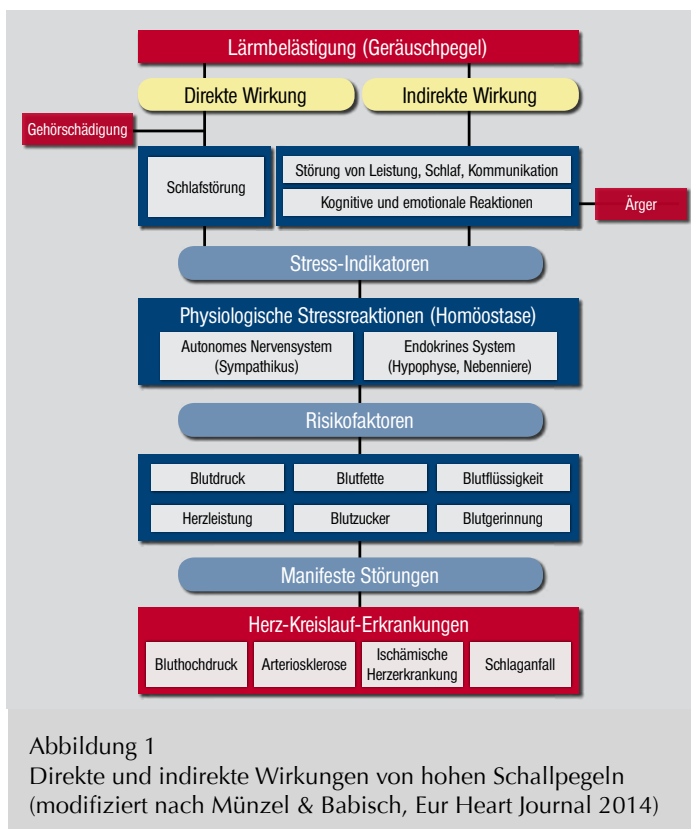 Lärmbelästigung (Geräuschpegel)
Direkte Wirkung
Indirekte Wirkung
Gehörschädigung
Schlafstörung
Störung von Leistung, Schlaf, Kommunikation
Kognitive und emotionale Reaktionen
Ärger
Stress-Indikatoren
Physiologische Stressreaktionen (Homöostase)
Autonomes Nervensystem
(Sympathikus)
Endokrines System
(Hypophyse, Nebenniere)
Risikofaktoren
Blutdruck
Blutfette
Blutflüssigkeit
Herzleistung
Blutzucker
Blutgerinnung
Manifeste Störungen
Herz-Kreislauf-Erkrankungen
Bluthochdruck
Arteriosklerose
Ischämische
Herzerkrankung
Schlaganfall
Abbildung 1
Direkte und indirekte Wirkungen von hohen Schallpegeln
(modifiziert nach Münzel & Babisch, Eur Heart Journal 2014)